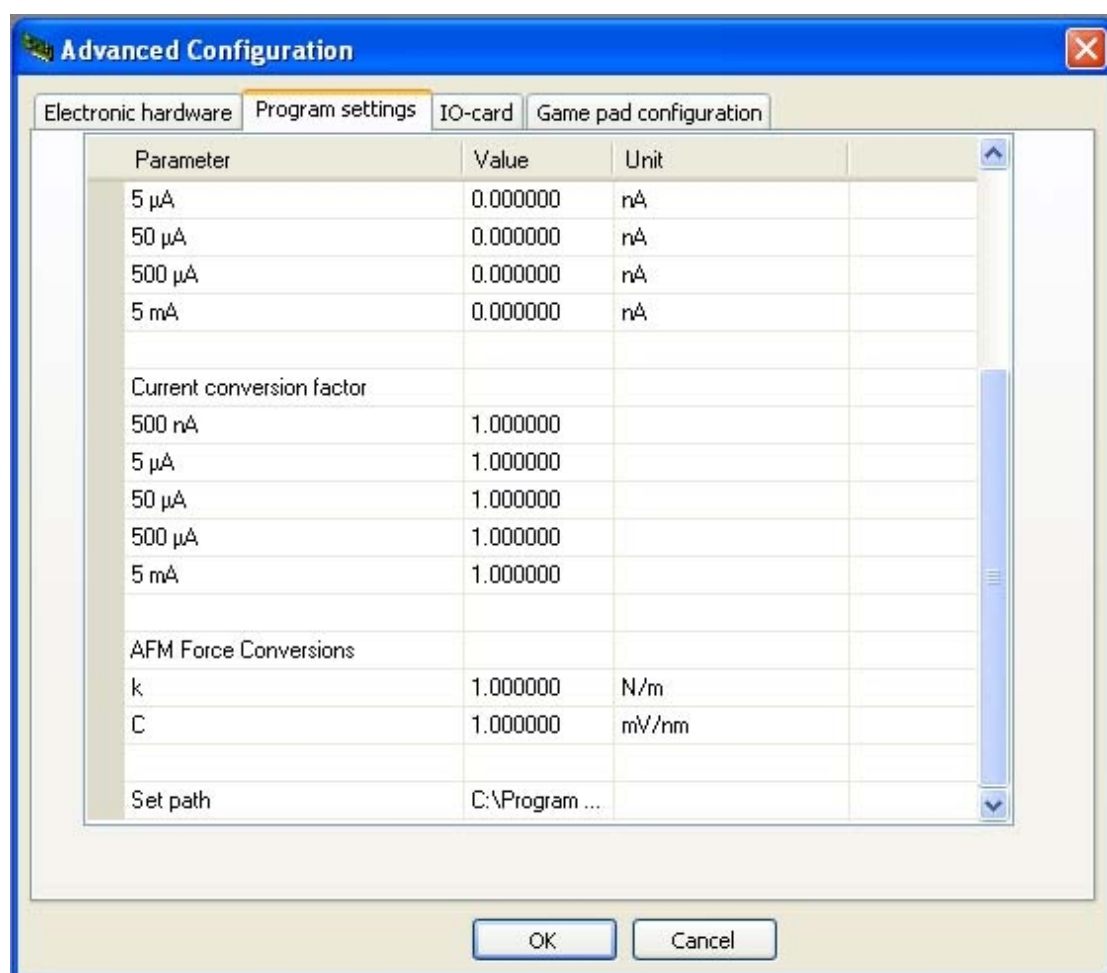 Advanced Configuration
Electronic hardware Program settings IO-card Game pad configuration
Parameter Value Unit
5 µA 0.000000 nA
50 µA 0.000000 nA
500 µA 0.000000 nA
5 mA 0.000000 nA
Current conversion factor
500 nA 1.000000
5 µA 1.000000
50 µA 1.000000
500 µA 1.000000
5 mA 1.000000
AFM Force Conversions
k 1.000000 N/m
C 1.000000 mV/nm
Set path C:\Program ...
OK Cancel